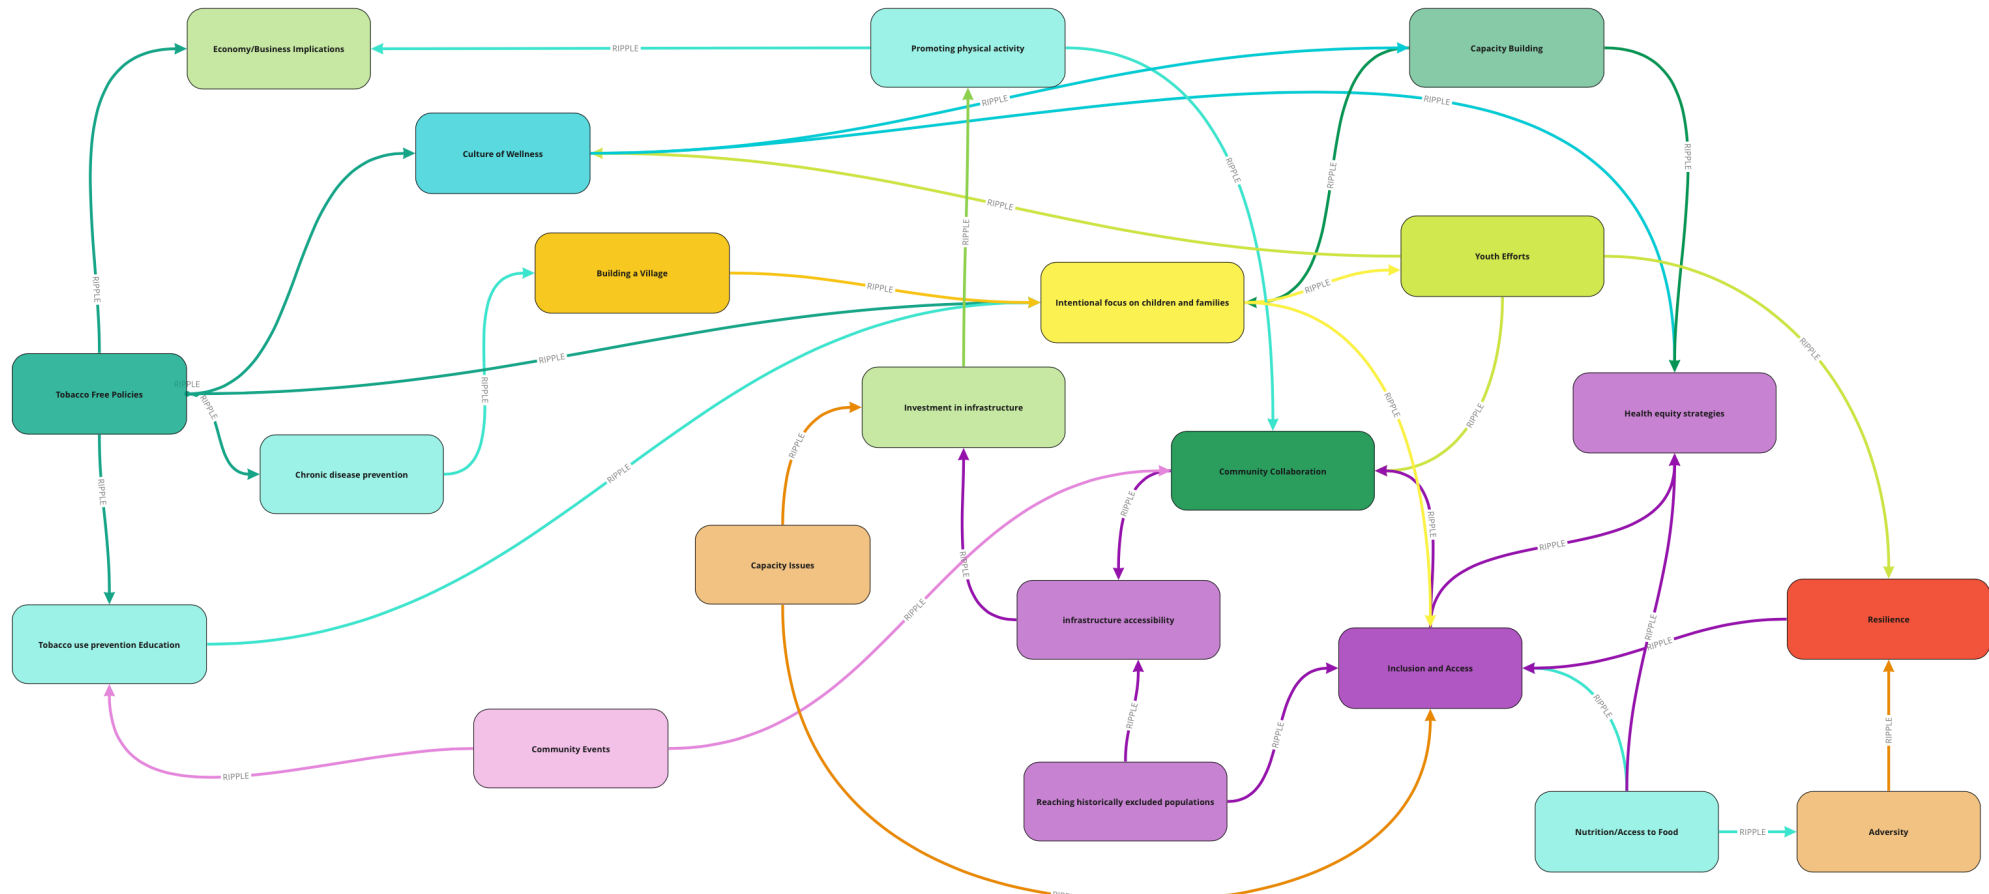 Economy/Business Implications
RIPPLE
Promoting physical activity
Capacity Building
RIPPLE
RIPPLE
Culture of Wellness
RIPPLE
RIPPLE
RIPPLE
RIPPLE
RIPPLE
Youth Efforts
Building a Village
RIPPLE
RIPPLE
Intentional focus on children and families
RIPPLE
RIPPLE
RIPPLE
RIPPLE
Tobacco Free Policies
RIPPLE
RIPPLE
RIPPLE
Investment in infrastructure
RIPPLE
RIPPLE
Health equity strategies
RIPPLE
Chronic disease prevention
RIPPLE
Community Collaboration
RIPPLE
RIPPLE
RIPPLE
RIPPLE
Capacity Issues
RIPPLE
RIPPLE
infrastructure accessibility
Resilience
RIPPLE
Tobacco use prevention Education
RIPPLE
Inclusion and Access
RIPPLE
RIPPLE
RIPPLE
RIPPLE
Community Events
RIPPLE
Reaching historically excluded populations
Nutrition/Access to Food
RIPPLE
Adversity